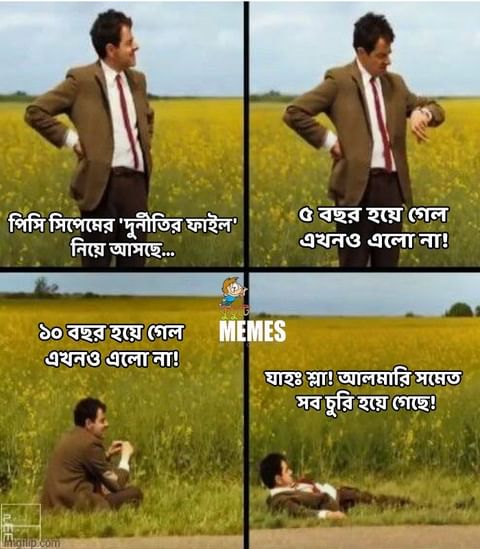 পিসি সিপেমের 'দুর্নীতির ফাইল'
নিয়ে আসছে...
৫ বছর হয়ে গেল
এখনও এলো না!
১০ বছর হয়ে গেল
এখনও এলো না!
MEMES
যাহঃ শ্লা! আলমারি সমেত
সব চুরি হয়ে গেছে!
imgflip.com